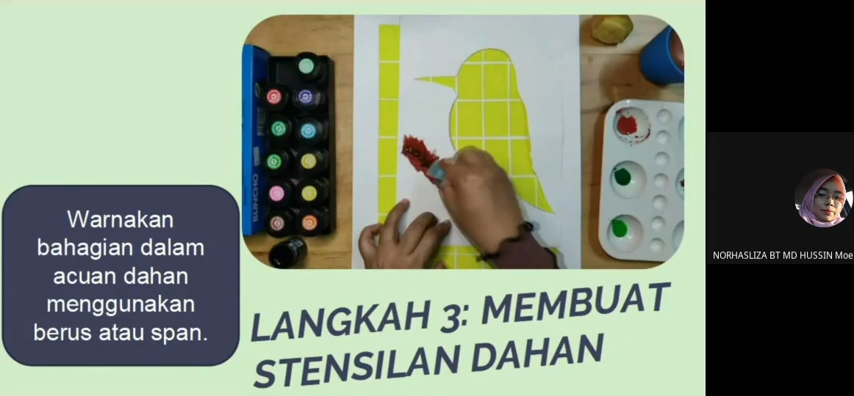 Warnakan
bahagian dalam
acuan dahan
menggunakan
berus atau span.
BUNCHO
LANGKAH 3: MEMBUAT
STENSILAN DAHAN
NORHASLIZA BT MD HUSSIN Moe